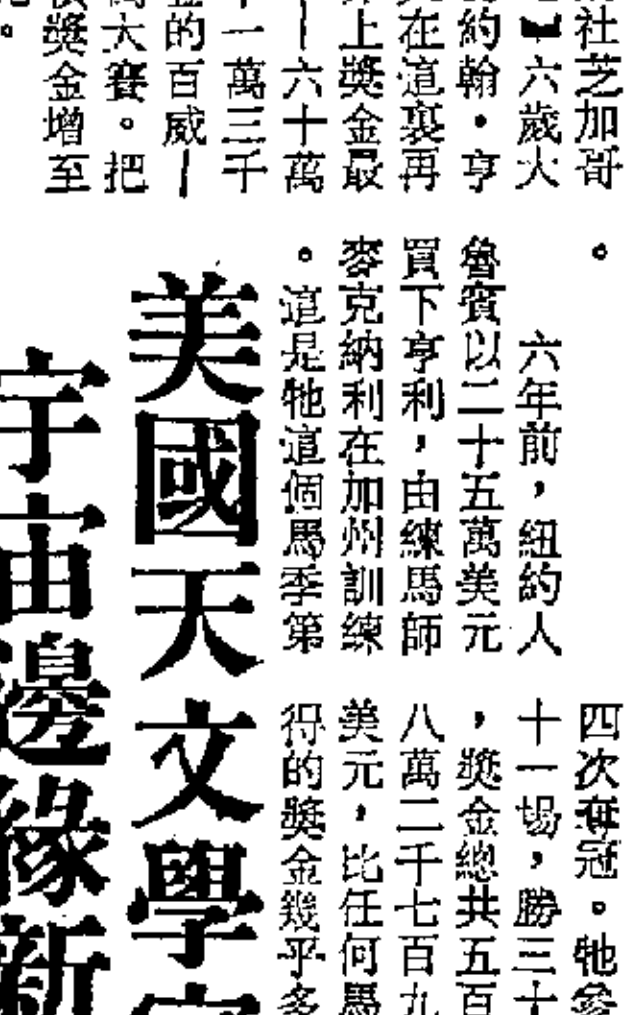 社芝加哥
】六歲大
約翰・亨
在這裏再
上獎金最
—六十萬
一萬三千
的百威—
大賽。把
獎金增至
。
。
六年前，紐約人
魯賓以二十五萬美元
買下亨利，由練馬師
麥克納利在加州訓練
。這是牠這個馬季第
四次奪冠。牠參
十一場，勝三十
，獎金總共五百
八萬二千七百九
美元，比任何馬
得的獎金幾乎多
美國天文學
宇宙邊緣新